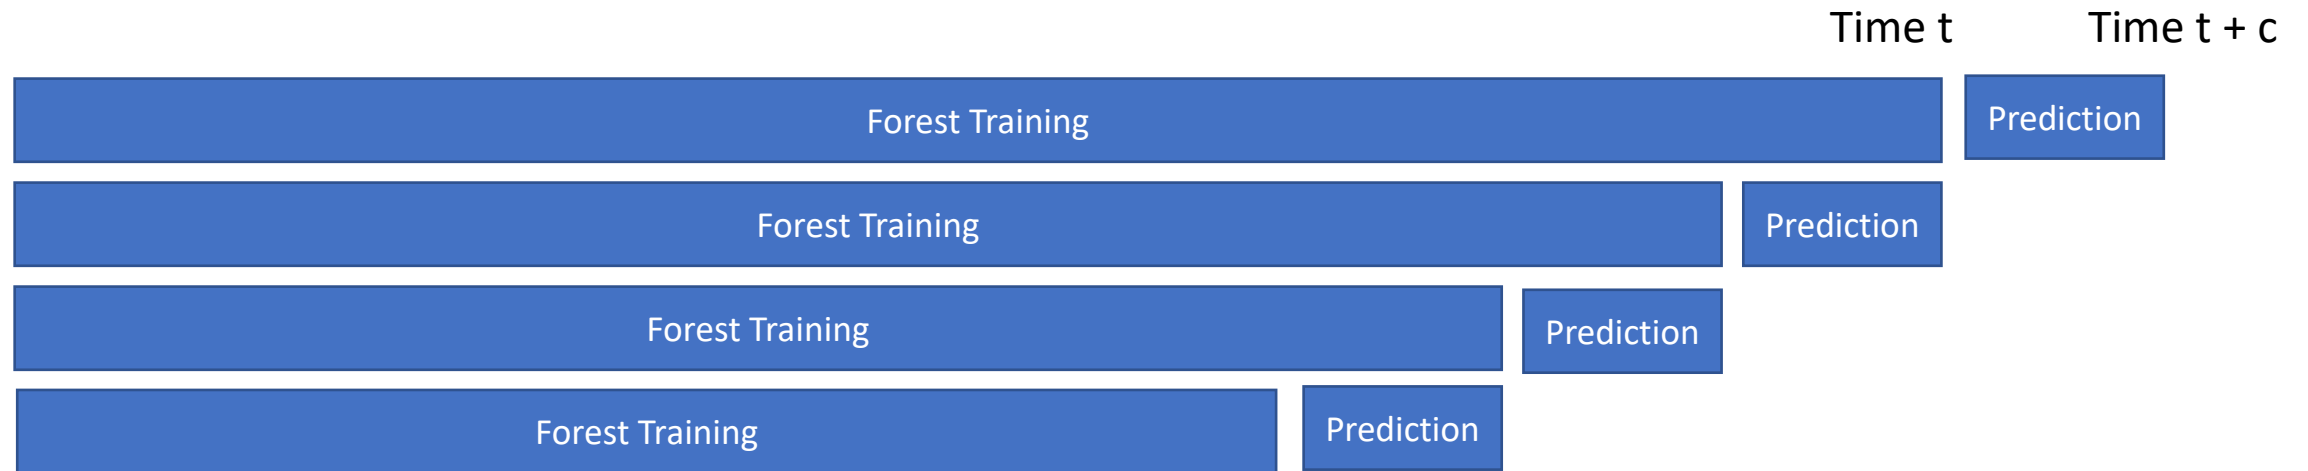 Time t
Time t + c
Forest Training
Prediction
Forest Training
Prediction
Forest Training
Prediction
Forest Training
Prediction